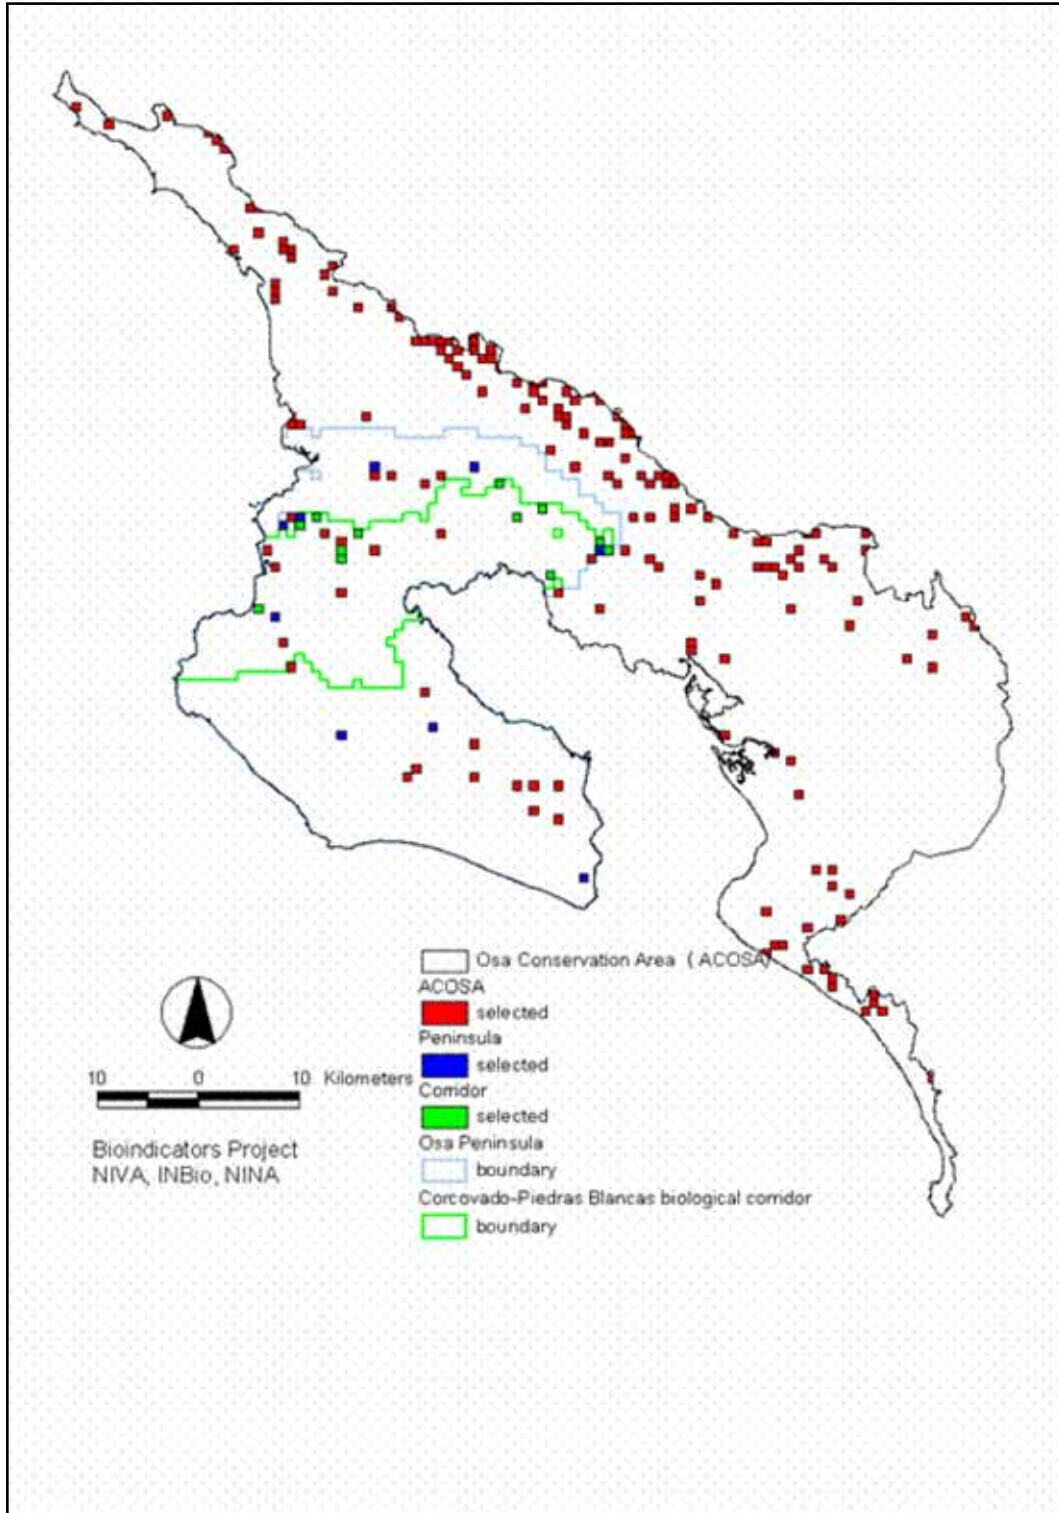 Osa Conservation Area ( ACOSA)
ACOSA
selected
Peninsula
selected
Corridor
selected
Osa Peninsula
boundary
Corcovado-Piedras Blancas biological corridor
boundary
10 0 10 Kilometers
Bioindicators Project
NIVA, INBio, NINA